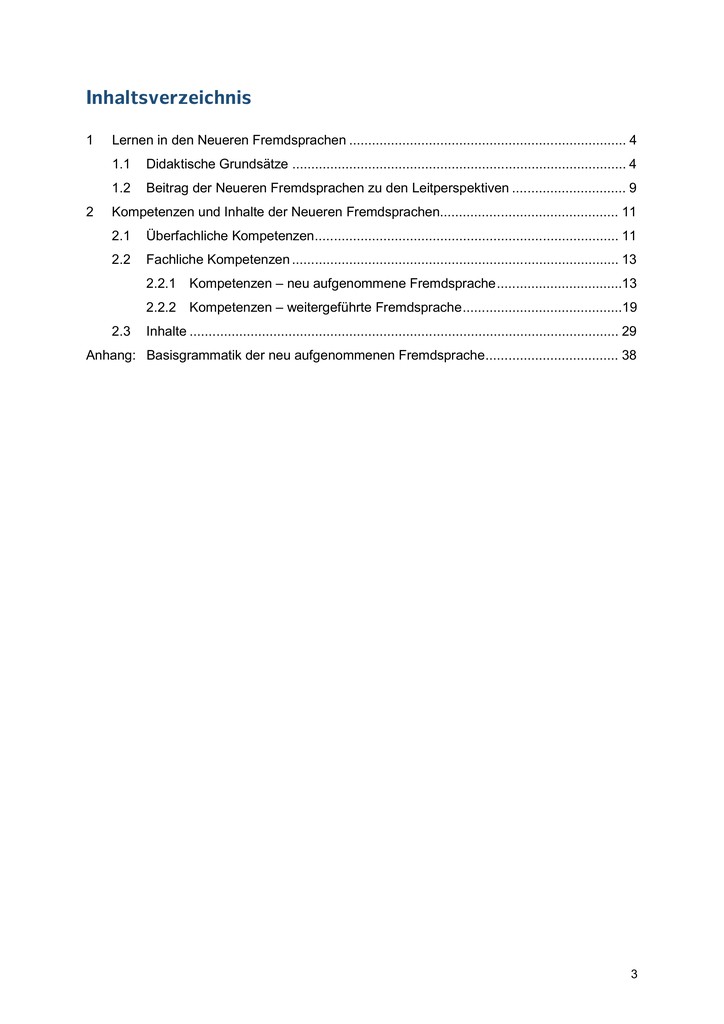 Inhaltsverzeichnis
1 Lernen in den Neueren Fremdsprachen ......................................................................... 4
1.1 Didaktische Grundsätze ........................................................................................ 4
1.2 Beitrag der Neueren Fremdsprachen zu den Leitperspektiven .............................. 9
2 Kompetenzen und Inhalte der Neueren Fremdsprachen............................................... 11
2.1 Überfachliche Kompetenzen................................................................................ 11
2.2 Fachliche Kompetenzen ...................................................................................... 13
2.2.1 Kompetenzen – neu aufgenommene Fremdsprache.................................13
2.2.2 Kompetenzen – weitergeführte Fremdsprache..........................................19
2.3 Inhalte ................................................................................................................. 29
Anhang: Basisgrammatik der neu aufgenommenen Fremdsprache................................... 38
3